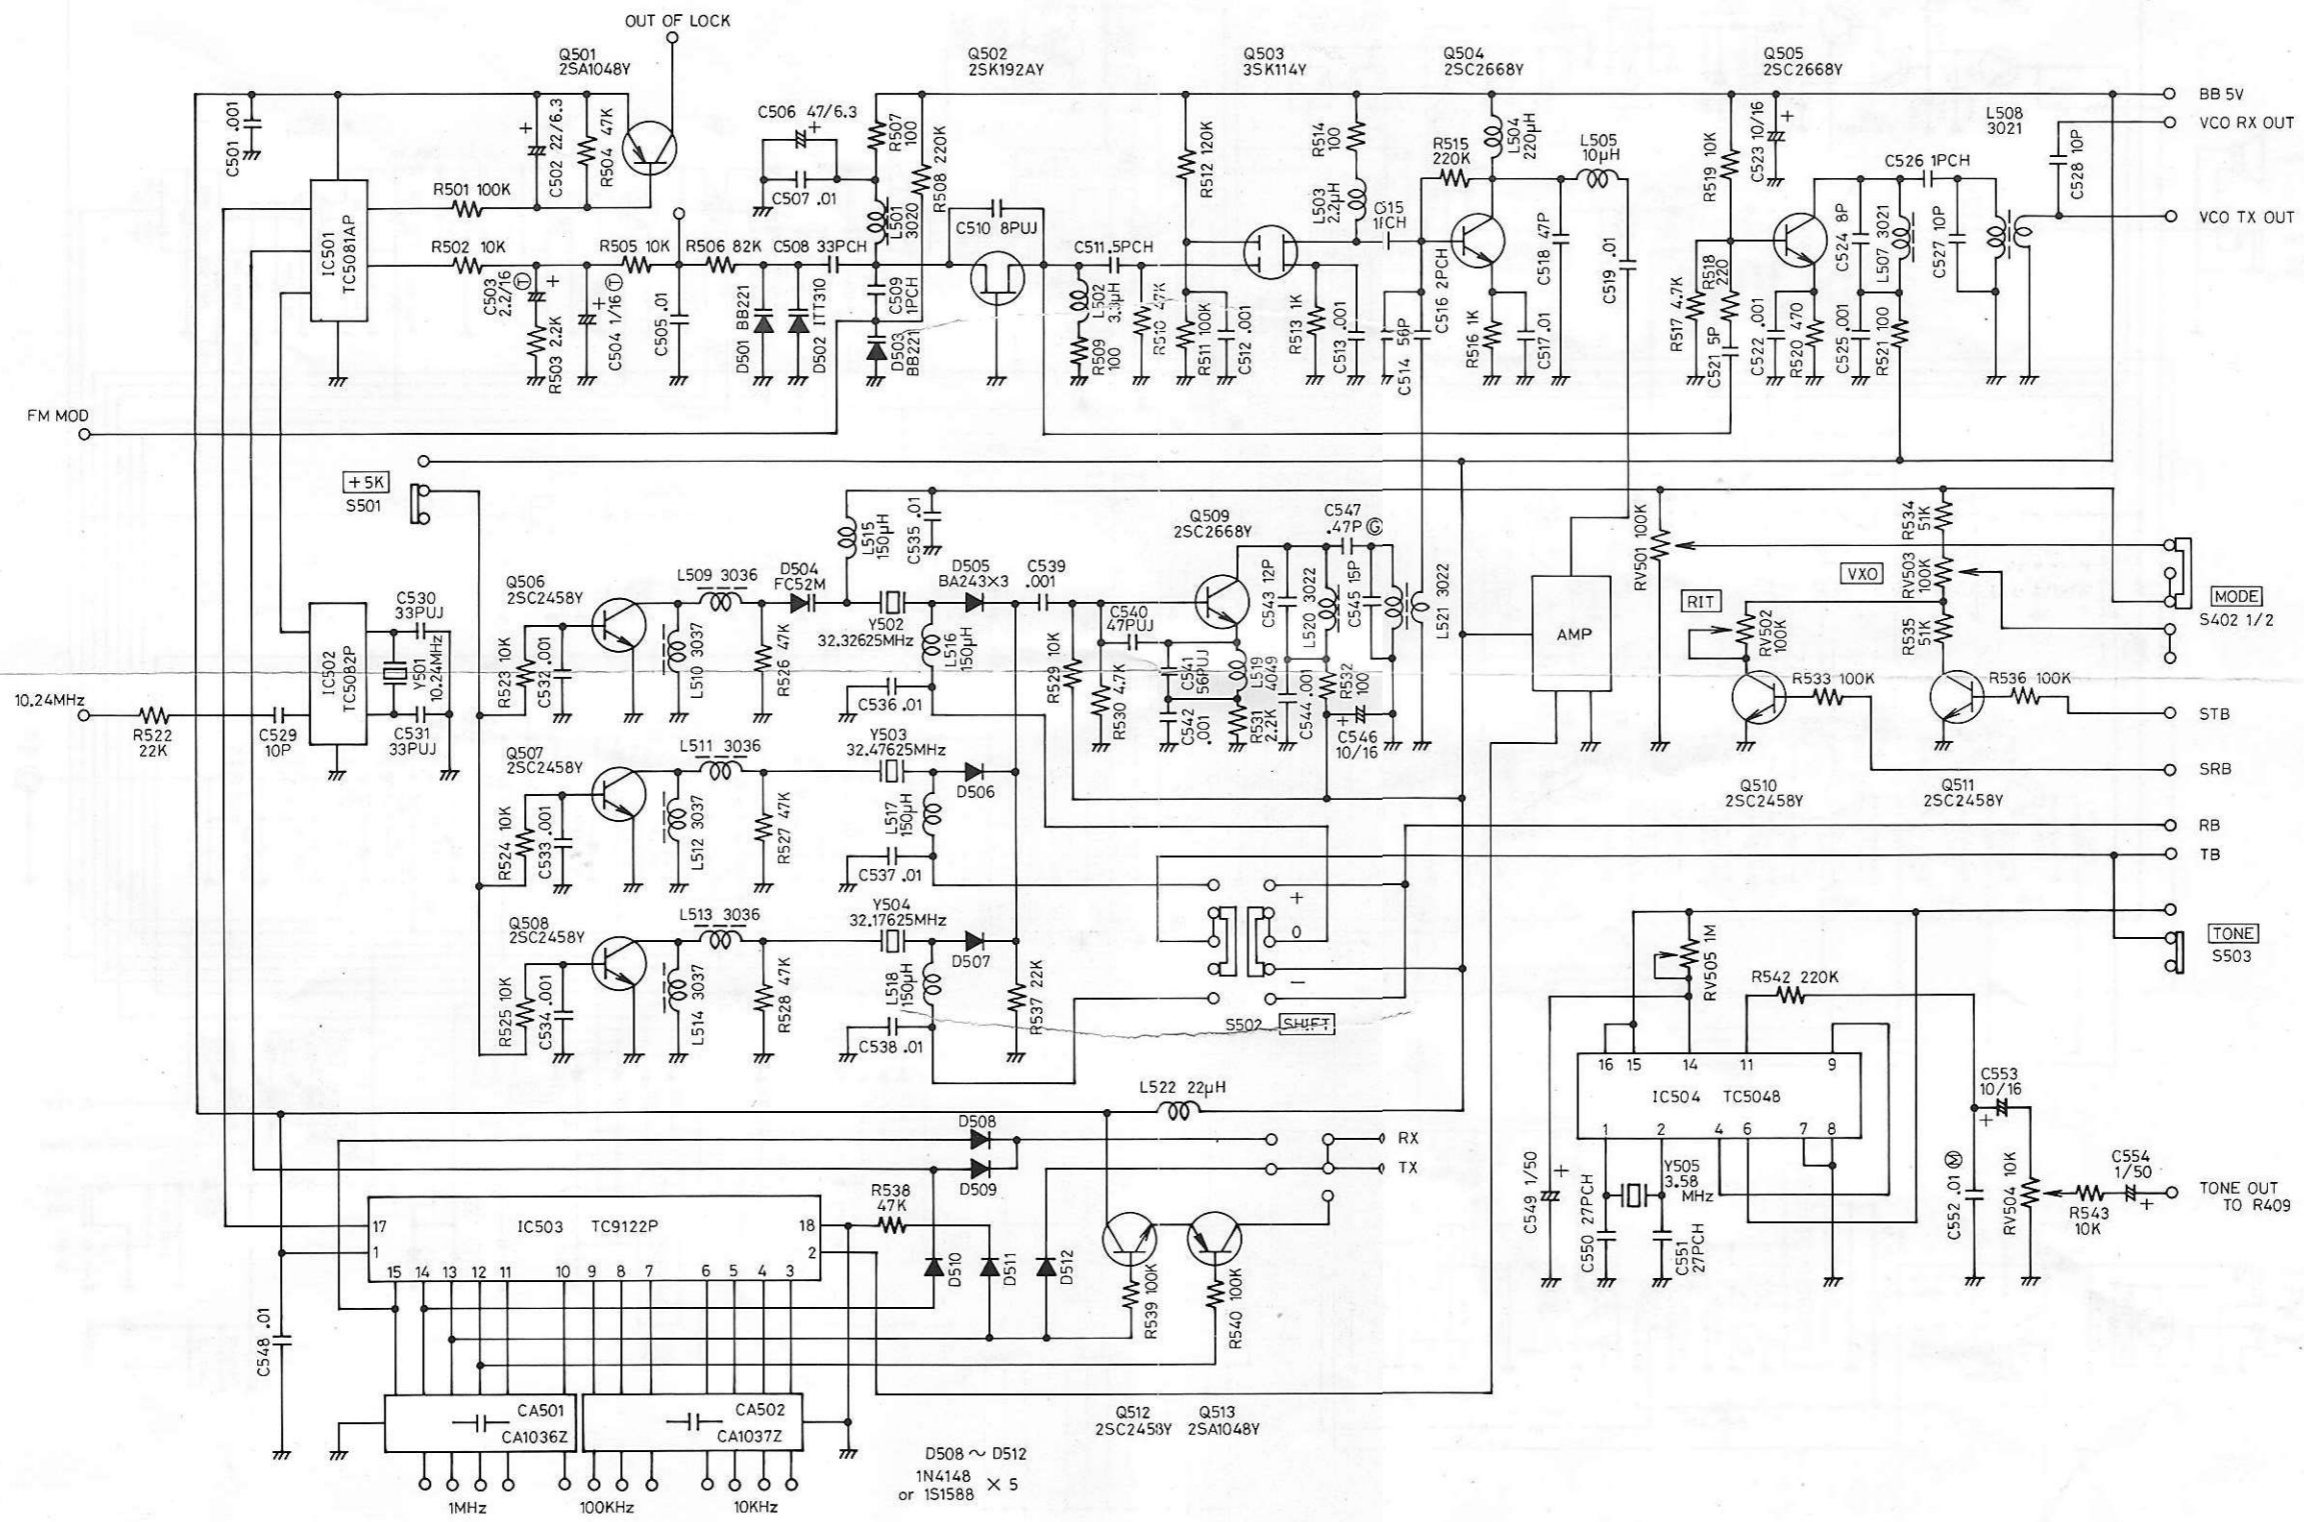 OUT OF LOCK
Q501
2SA1048Y
Q502
2SK192AY
Q503
3SK114Y
Q504
2SC2668Y
Q505
2SC2668Y
BB 5V
VCO RX OUT
VCO TX OUT
L508
3021
C501 .001
C502 22/6.3
R504 47K
C506 47/6.3
C507 .01
R507
100
R508 220K
L501
3020
C510 8PUJ
R512 120K
R514
100
L503
2.2µH
R515
220K
L504
220µH
L505
10µH
R519 10K
C523 10/16
C526 1PCH
C528 10P
IC501
TC5081AP
R501 100K
R502 10K
C503
2.2/16 T
R503 2.2K
C504 1/16 T
R505 10K
R506 82K
C508 33PCH
C505 .01
D501 BB221
D502 ITT310
C509
1PCH
D503
BB221
C511 .5PCH
L502
3.3µH
R509
100
R510 47K
R511 100K
C512 .001
R513 1K
C513 .001
C514 56P
C516 2PCH
R516 1K
C517 .01
C518 47P
C519 .01
R517 4.7K
R518
220
C521 5P
C522 .001
R520 470
C524 8P
C525 .001
L507 3021
R521 100
C527 10P
FM MOD
+5K
S501
IC502
TC5082P
C530
33PUJ
Y501
10.24MHz
C531
33PUJ
10.24MHz
R522
22K
C529
10P
Q506
2SC2458Y
R523 10K
C532 .001
L509 3036
L510 3037
D504
FC52M
R526 47K
L515
150µH
C535 .01
Y502
32.32625MHz
D505
BA243×3
L516
150µH
C536 .01
C539
.001
R529 10K
C540
47PUJ
R530 4.7K
Q509
2SC2668Y
C541
56PUJ
C542
.001
L519
4049
R531
2.2K
C543 12P
C544 .001
L520 3022
R532
100
C547
.47P G
C545 15P
C546
10/16
L521 3022
AMP
RV501 100K
R534
51K
RV503
100K
VXO
RIT
RV502
100K
R535
51K
MODE
S402 1/2
R533 100K
R536 100K
STB
SRB
Q510
2SC2458Y
Q511
2SC2458Y
RB
TB
Q507
2SC2458Y
R524 10K
C533 .001
L511 3036
L512 3037
R527 47K
Y503
32.47625MHz
D506
L517
150µH
C537 .01
Q508
2SC2458Y
R525 10K
C534 .001
L513 3036
L514 3037
R528 47K
Y504
32.17625MHz
D507
L518
150µH
C538 .01
R537 22K
+
0
−
S502 SHIFT
TONE
S503
RV505 1M
R542 220K
16 15 14 11 9
IC504 TC5048
1 2 4 6 7 8
C549 1/50
C550 27PCH
Y505
3.58
MHz
C551
27PCH
C553
10/16
C552 .01 M
RV504 10K
R543
10K
C554
1/50
TONE OUT
TO R409
L522 22µH
D508
D509
RX
TX
IC503 TC9122P
17 18
1 2
15 14 13 12 11 10 9 8 7 6 5 4 3
R538
47K
D510
D511
D512
R539 100K
R540 100K
Q512
2SC2458Y
Q513
2SA1048Y
C548 .01
CA501
CA1036Z
CA502
CA1037Z
1MHz
100KHz
10KHz
D508～D512
1N4148
or 1S1588 × 5